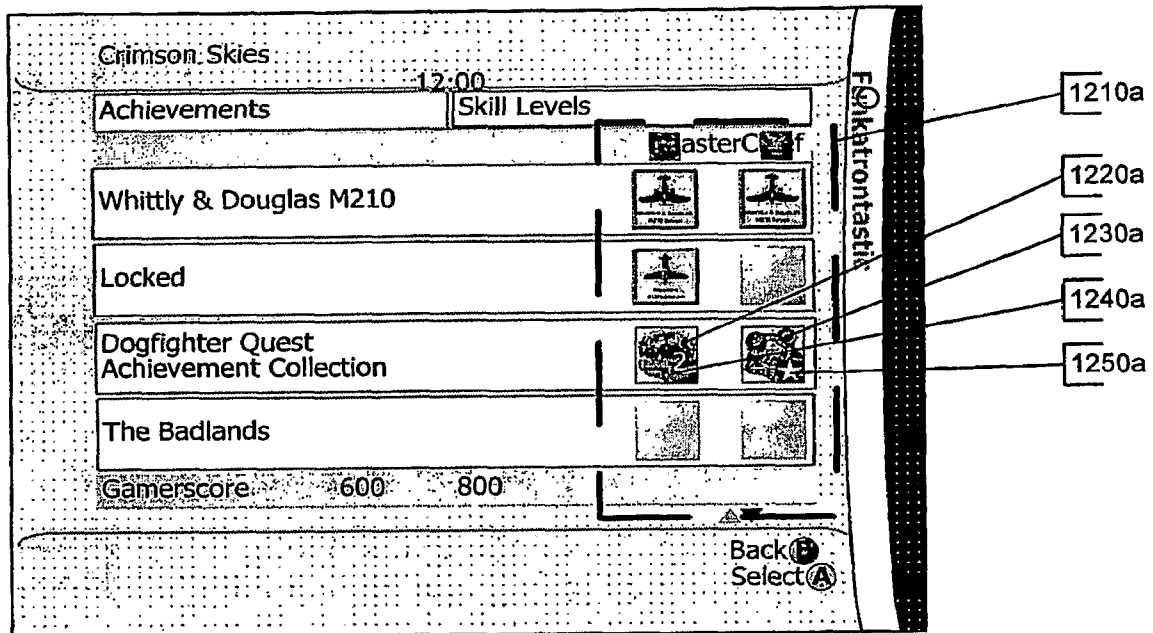 Crimson Skies
12:00
Achievements
Skill Levels
Whittly & Douglas M210
Locked
Dogfighter Quest
Achievement Collection
2
The Badlands
Gamerscore 600 800
Back B
Select A
1210a
1220a
1230a
1240a
1250a